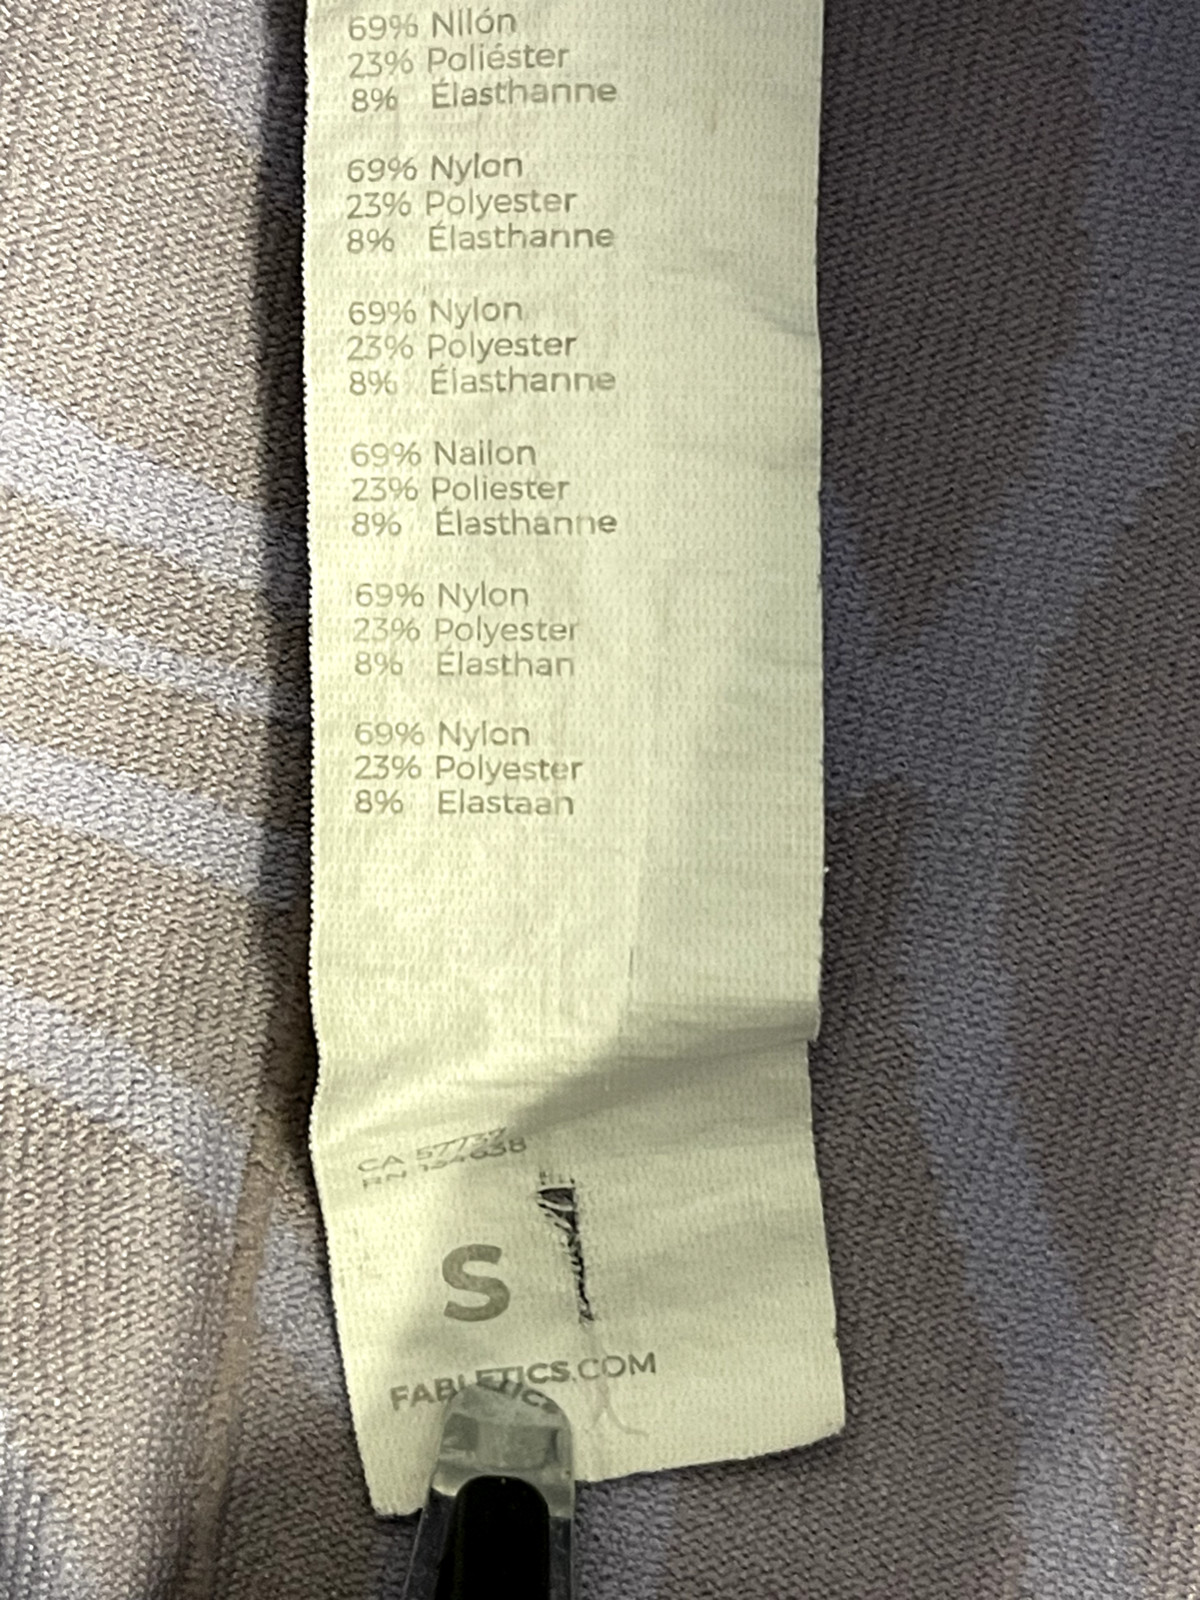 69% Nilón
23% Poliéster
8% Élasthanne
69% Nylon
23% Polyester
8% Élasthanne
69% Nylon
23% Polyester
8% Élasthanne
69% Nailon
23% Poliester
8% Élasthanne
69% Nylon
23% Polyester
8% Élasthan
69% Nylon
23% Polyester
8% Elastaan
CA
RN
S
FABLETICS.COM